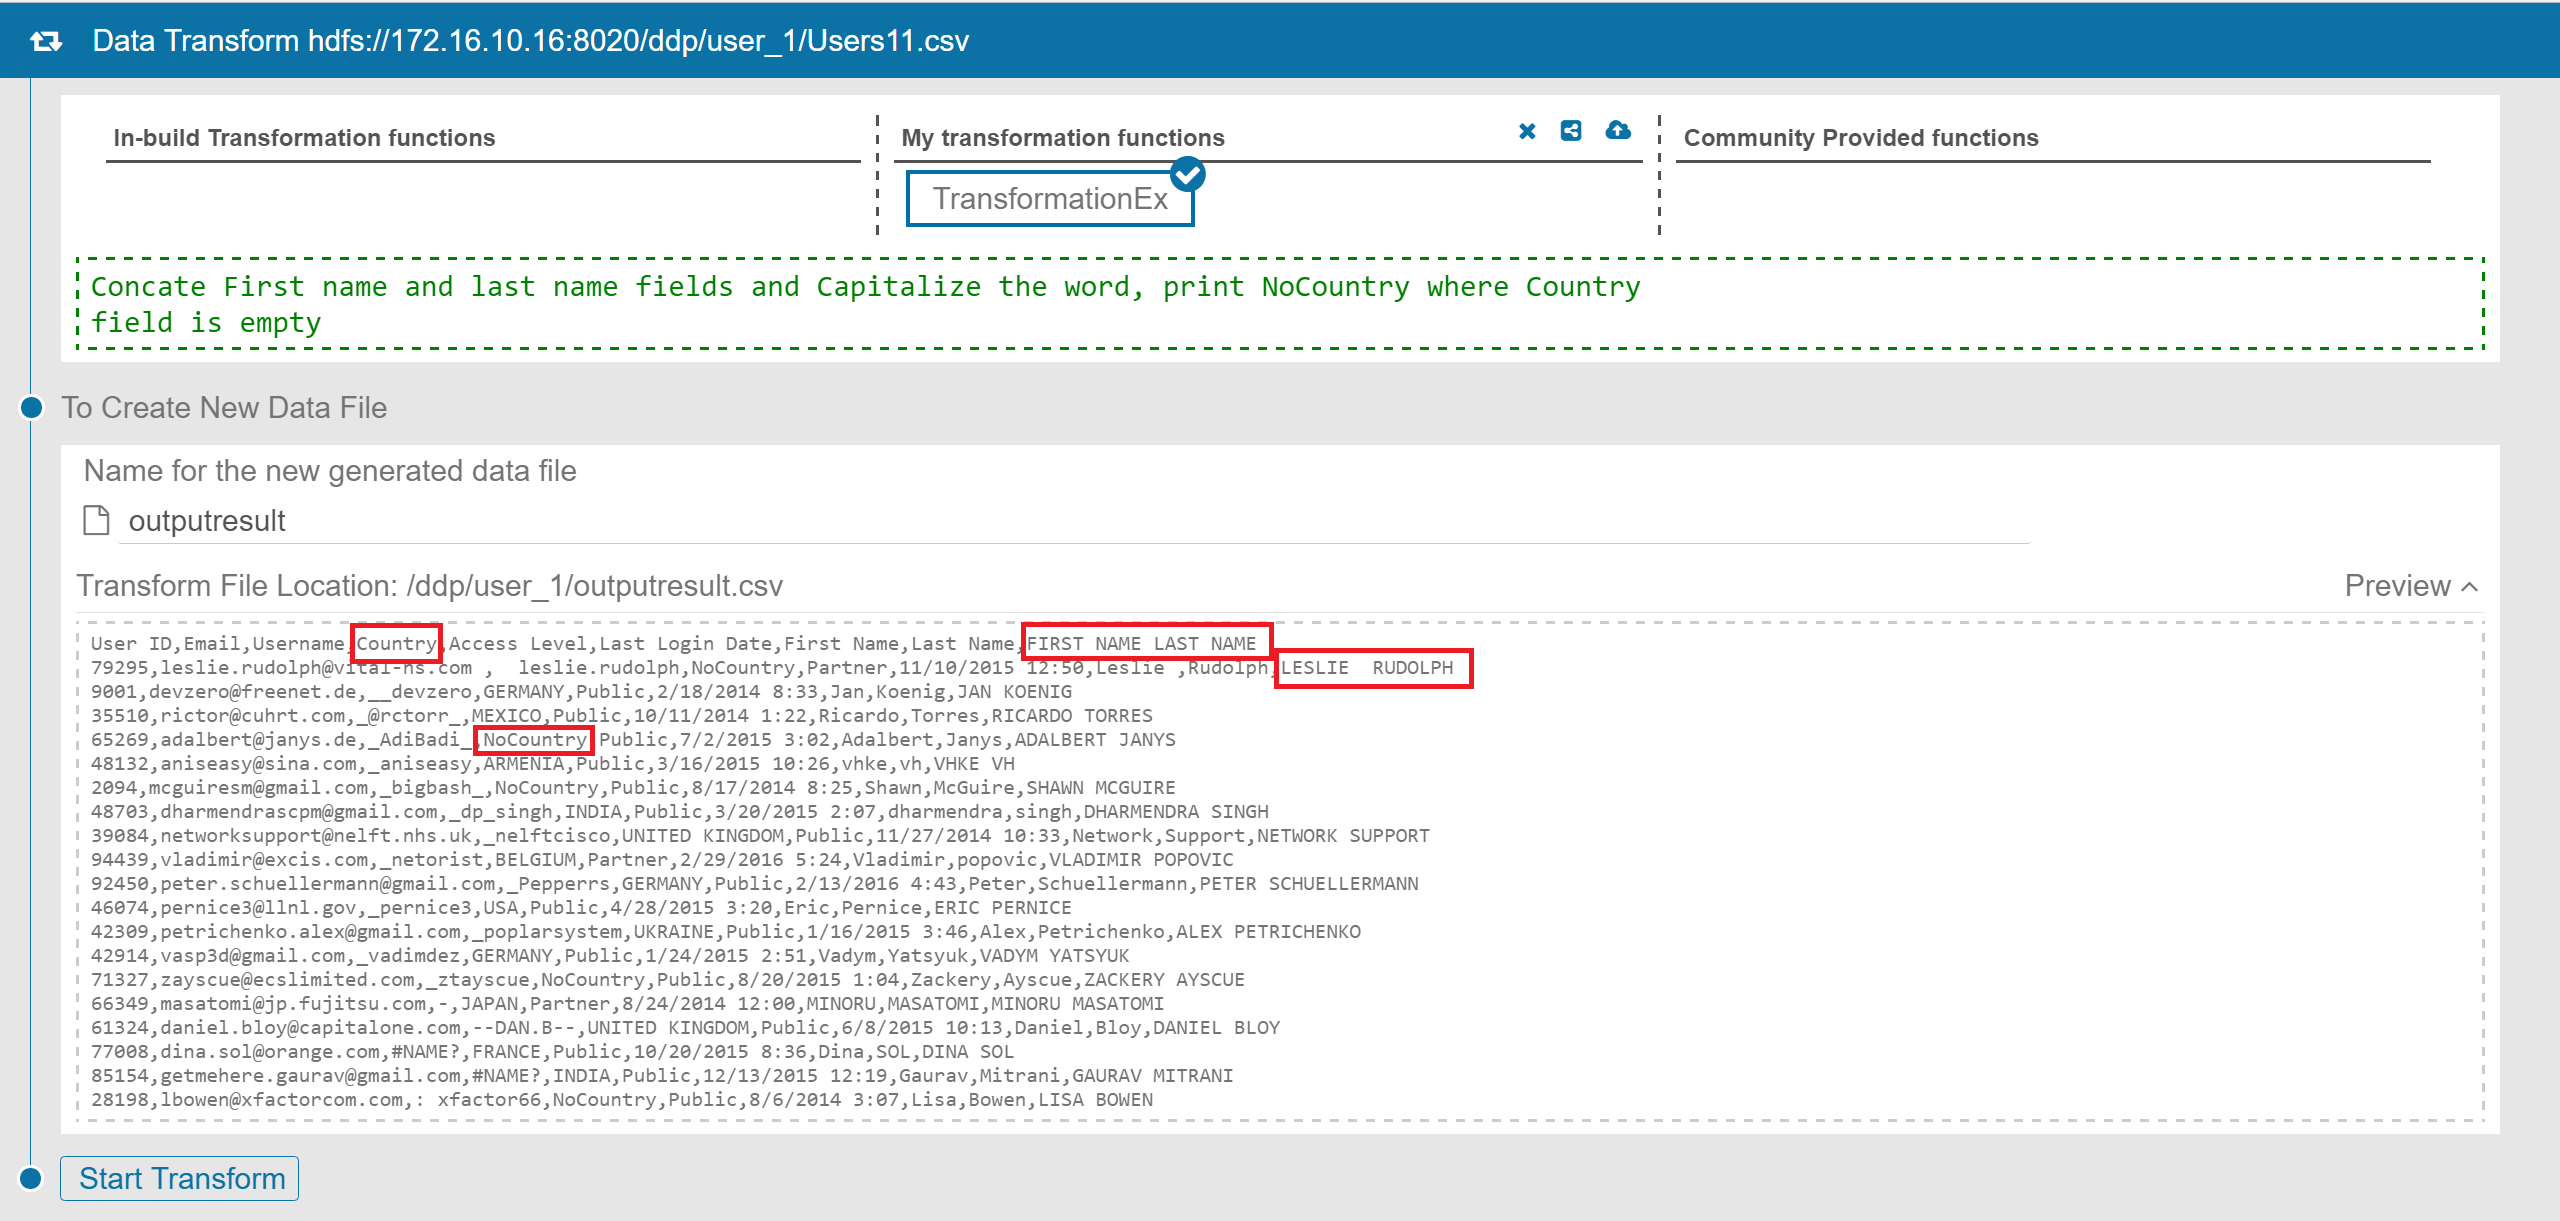 Data Transform hdfs://172.16.10.16:8020/ddp/user_1/Users11.csv
In-build Transformation functions
My transformation functions
Community Provided functions
TransformationEx
Concate First name and last name fields and Capitalize the word, print NoCountry where Country
field is empty
To Create New Data File
Name for the new generated data file
outputresult
Transform File Location: /ddp/user_1/outputresult.csv
Preview
User ID,Email,Username,Country,Access Level,Last Login Date,First Name,Last Name,FIRST NAME LAST NAME
79295,leslie.rudolph@vital-ns.com ,  leslie.rudolph,NoCountry,Partner,11/10/2015 12:50,Leslie ,Rudolph,LESLIE  RUDOLPH
9001,devzero@freenet.de,__devzero,GERMANY,Public,2/18/2014 8:33,Jan,Koenig,JAN KOENIG
35510,rictor@cuhrt.com,_@rctorr_,MEXICO,Public,10/11/2014 1:22,Ricardo,Torres,RICARDO TORRES
65269,adalbert@janys.de,_AdiBadi_,NoCountry,Public,7/2/2015 3:02,Adalbert,Janys,ADALBERT JANYS
48132,aniseasy@sina.com,_aniseasy,ARMENIA,Public,3/16/2015 10:26,vhke,vh,VHKE VH
2094,mcguiresm@gmail.com,_bigbash_,NoCountry,Public,8/17/2014 8:25,Shawn,McGuire,SHAWN MCGUIRE
48703,dharmendrascpm@gmail.com,_dp_singh,INDIA,Public,3/20/2015 2:07,dharmendra,singh,DHARMENDRA SINGH
39084,networksupport@nelft.nhs.uk,_nelftcisco,UNITED KINGDOM,Public,11/27/2014 10:33,Network,Support,NETWORK SUPPORT
94439,vladimir@excis.com,_netorist,BELGIUM,Partner,2/29/2016 5:24,Vladimir,popovic,VLADIMIR POPOVIC
92450,peter.schuellermann@gmail.com,_Pepperrs,GERMANY,Public,2/13/2016 4:43,Peter,Schuellermann,PETER SCHUELLERMANN
46074,pernice3@llnl.gov,_pernice3,USA,Public,4/28/2015 3:20,Eric,Pernice,ERIC PERNICE
42309,petrichenko.alex@gmail.com,_poplarsystem,UKRAINE,Public,1/16/2015 3:46,Alex,Petrichenko,ALEX PETRICHENKO
42914,vasp3d@gmail.com,_vadimdez,GERMANY,Public,1/24/2015 2:51,Vadym,Yatsyuk,VADYM YATSYUK
71327,zayscue@ecslimited.com,_ztayscue,NoCountry,Public,8/20/2015 1:04,Zackery,Ayscue,ZACKERY AYSCUE
66349,masatomi@jp.fujitsu.com,-,JAPAN,Partner,8/24/2014 12:00,MINORU,MASATOMI,MINORU MASATOMI
61324,daniel.bloy@capitalone.com,--DAN.B--,UNITED KINGDOM,Public,6/8/2015 10:13,Daniel,Bloy,DANIEL BLOY
77008,dina.sol@orange.com,#NAME?,FRANCE,Public,10/20/2015 8:36,Dina,SOL,DINA SOL
85154,getmehere.gaurav@gmail.com,#NAME?,INDIA,Public,12/13/2015 12:19,Gaurav,Mitrani,GAURAV MITRANI
28198,lbowen@xfactorcom.com,: xfactor66,NoCountry,Public,8/6/2014 3:07,Lisa,Bowen,LISA BOWEN
Start Transform